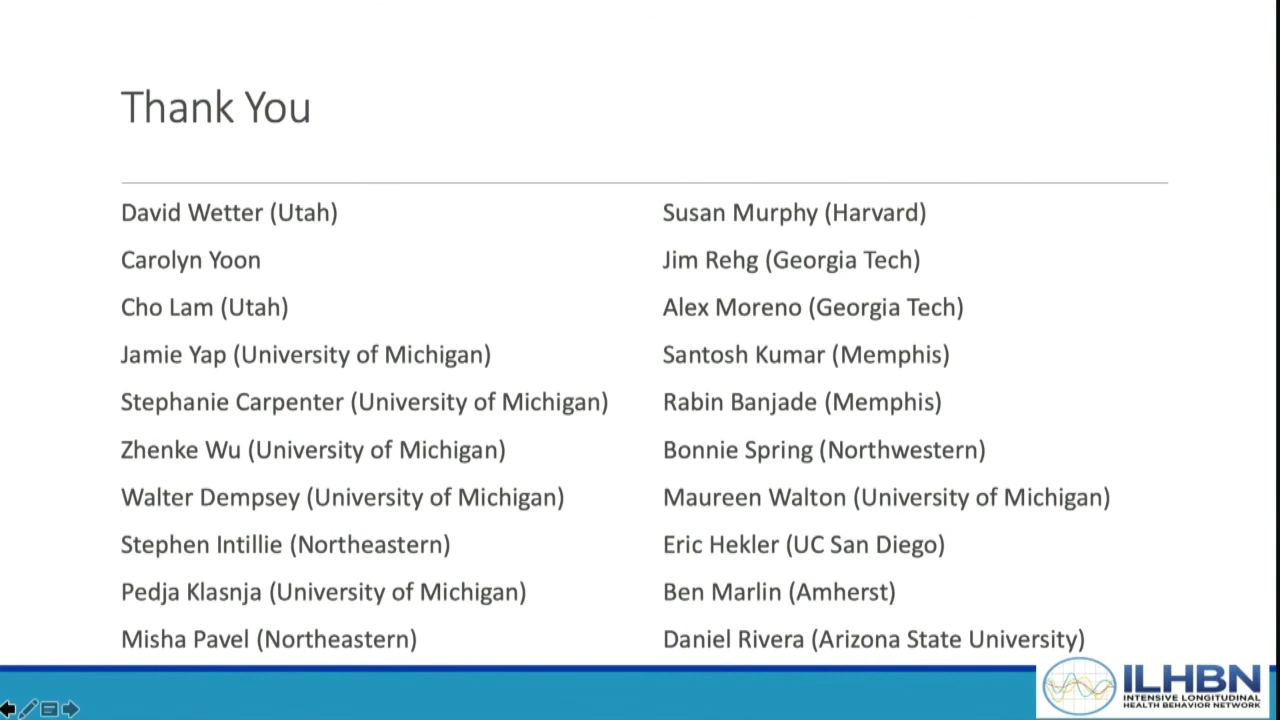 Thank You
David Wetter (Utah)
Carolyn Yoon
Cho Lam (Utah)
Jamie Yap (University of Michigan)
Stephanie Carpenter (University of Michigan)
Zhenke Wu (University of Michigan)
Walter Dempsey (University of Michigan)
Stephen Intillie (Northeastern)
Pedja Klasnja (University of Michigan)
Misha Pavel (Northeastern)
Susan Murphy (Harvard)
Jim Rehg (Georgia Tech)
Alex Moreno (Georgia Tech)
Santosh Kumar (Memphis)
Rabin Banjade (Memphis)
Bonnie Spring (Northwestern)
Maureen Walton (University of Michigan)
Eric Hekler (UC San Diego)
Ben Marlin (Amherst)
Daniel Rivera (Arizona State University)
ILHBN
INTENSIVE LONGITUDINAL
HEALTH BEHAVIOR NETWORK